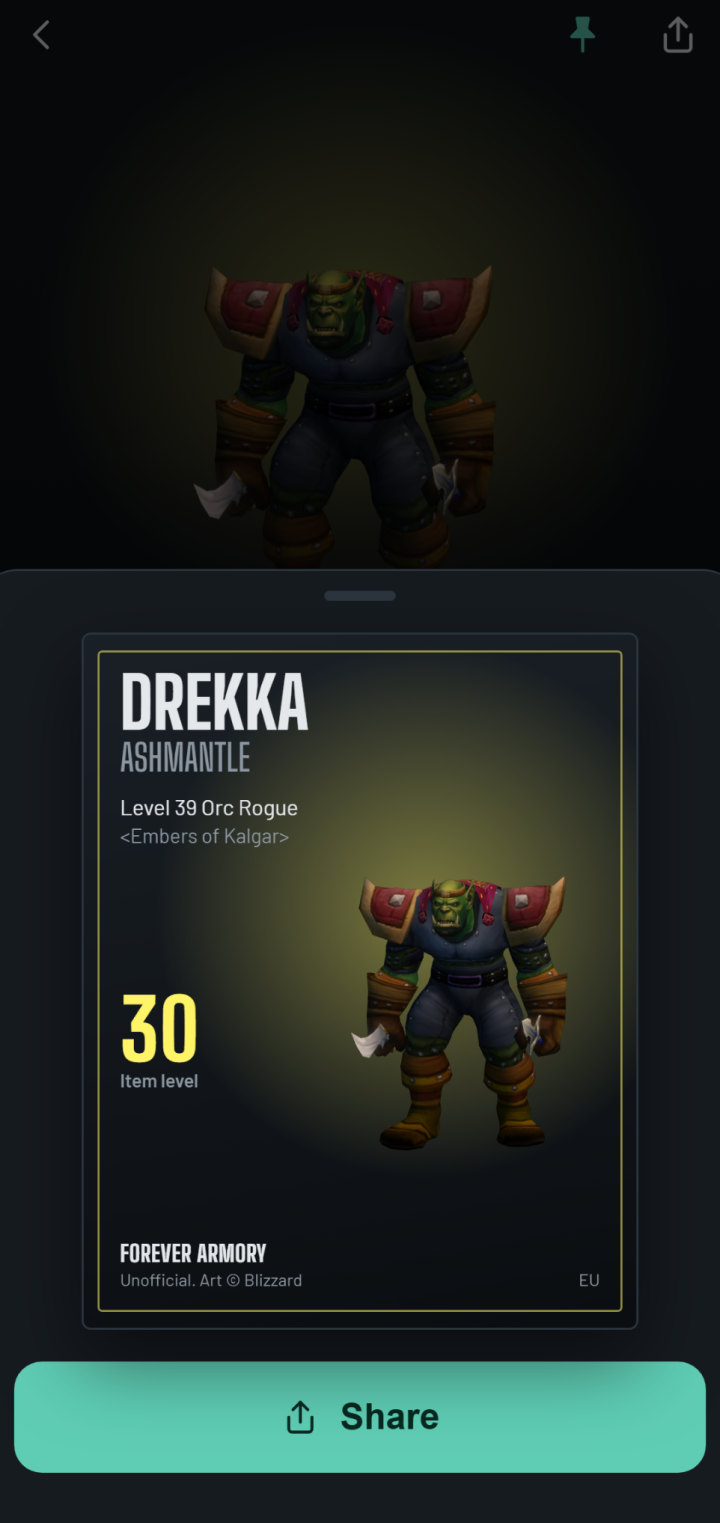 DREKKA
ASHMANTLE
Level 39 Orc Rogue
<Embers of Kalgar>
30
Item level
FOREVER ARMORY
Unofficial. Art © Blizzard
EU
Share